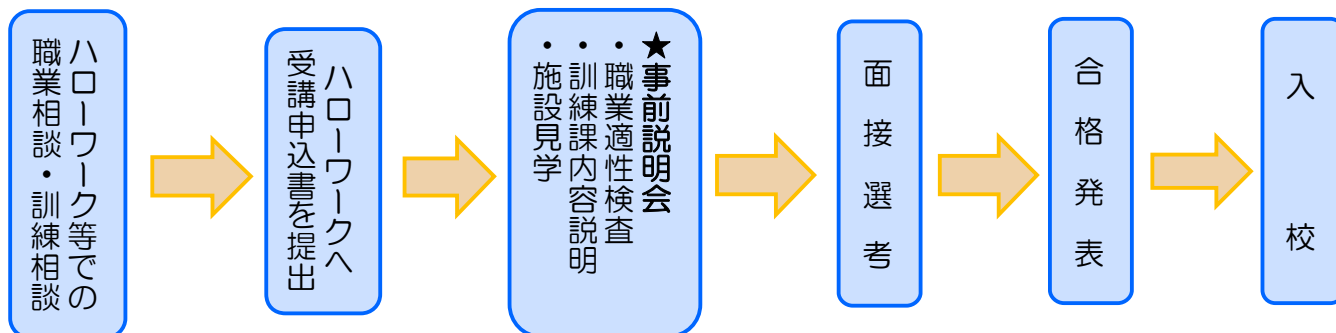 ハローワーク等での
職業相談・訓練相談
ハローワークへ
受講申込書を提出
★事前説明会
・職業適性検査
・訓練課内容説明
・施設見学
面接選考
合格発表
入校